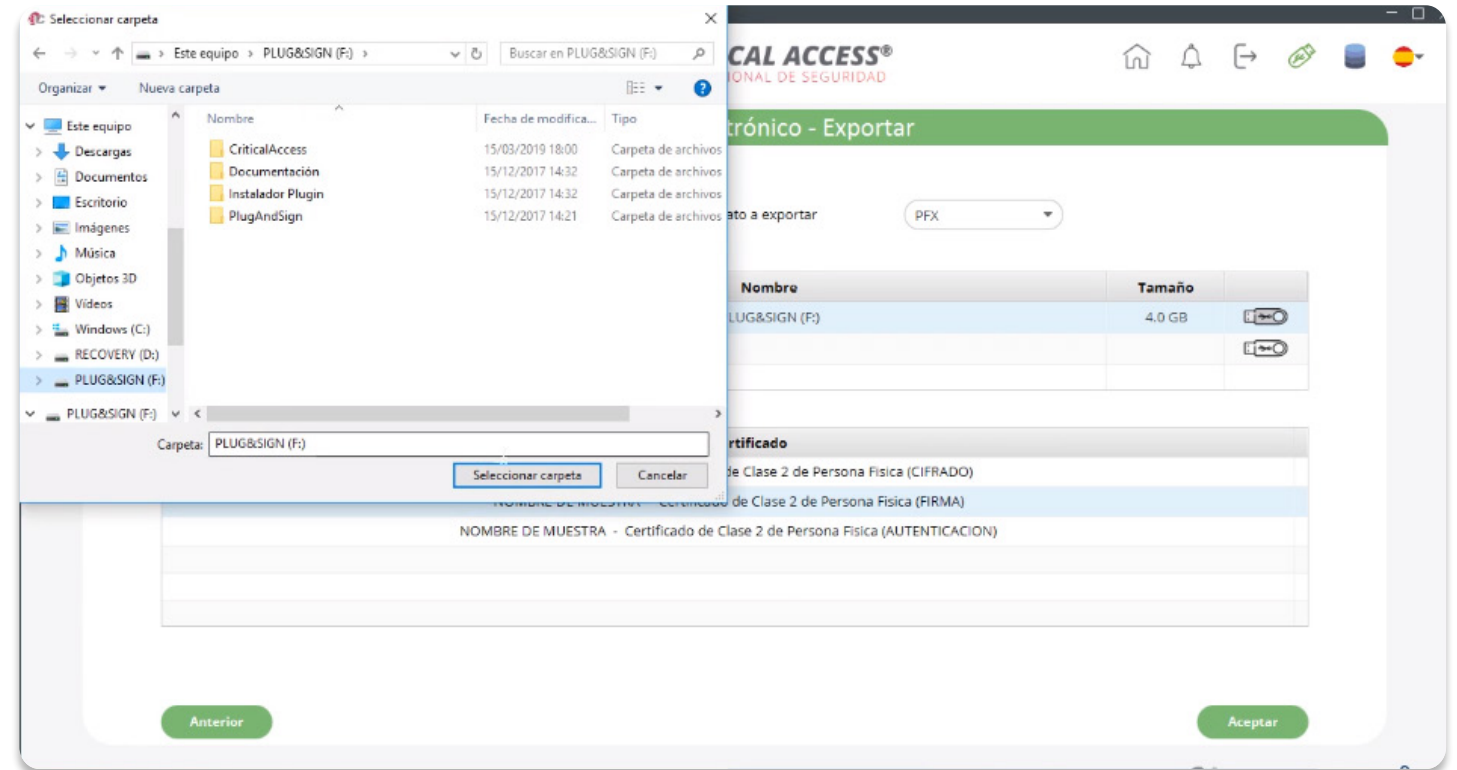 Seleccionar carpeta
Este equipo > PLUG&SIGN (F:) >
Buscar en PLUG&SIGN (F:)
Organizar
Nueva carpeta
Nombre
Fecha de modifica...
Tipo
Este equipo
Descargas
Documentos
Escritorio
Imágenes
Música
Objetos 3D
Vídeos
Windows (C:)
RECOVERY (D:)
PLUG&SIGN (F:)
PLUG&SIGN (F:)
CriticalAccess 15/03/2019 18:00 Carpeta de archivos
Documentación 15/12/2017 14:32 Carpeta de archivos
Instalador Plugin 15/12/2017 14:32 Carpeta de archivos
PlugAndSign 15/12/2017 14:21 Carpeta de archivos
Carpeta: PLUG&SIGN (F:)
Seleccionar carpeta
Cancelar
CAL ACCESS®
IONAL DE SEGURIDAD
trónico - Exportar
ato a exportar
PFX
Nombre
Tamaño
LUG&SIGN (F:)
4.0 GB
rtificado
de Clase 2 de Persona Fisica (CIFRADO)
NOMBRE DE MUESTRA - Certificado de Clase 2 de Persona Fisica (FIRMA)
NOMBRE DE MUESTRA - Certificado de Clase 2 de Persona Fisica (AUTENTICACION)
Anterior
Aceptar